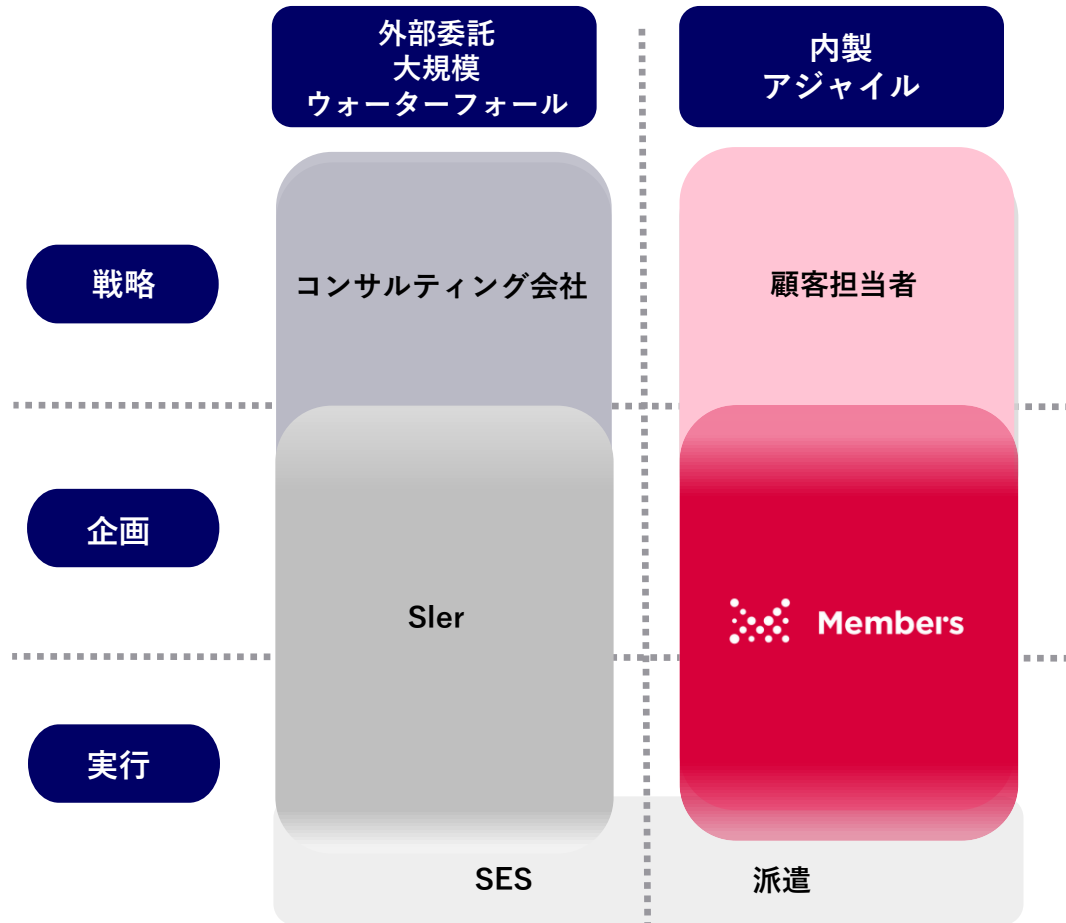 外部委託
大規模
ウォーターフォール
内製
アジャイル
戦略
コンサルティング会社
顧客担当者
企画
SIer
Members
実行
SES
派遣